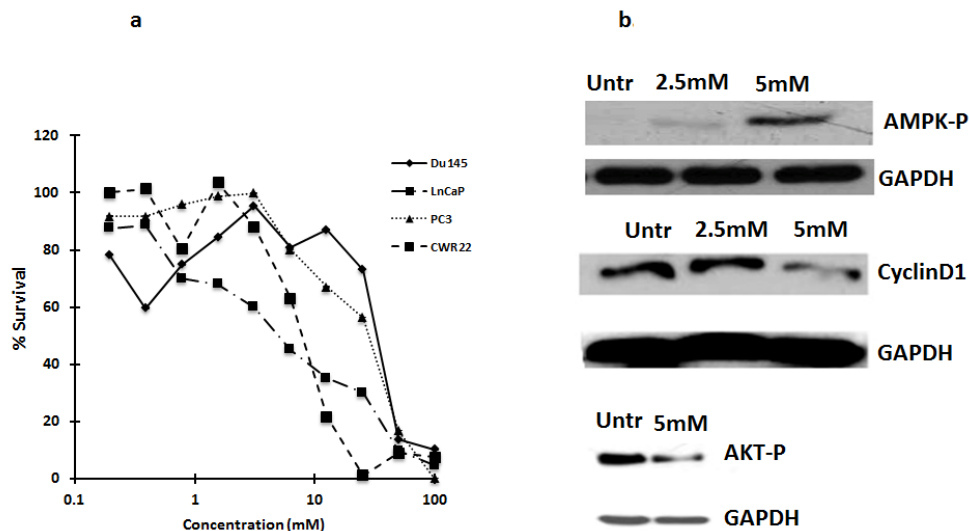 a
120
100
80
60
40
20
0
0.1 1 10 100
% Survival
Concentration (mM)
Du145
LnCaP
PC3
CWR22
b.
Untr 2.5mM 5mM
AMPK-P
GAPDH
Untr 2.5mM 5mM
CyclinD1
GAPDH
Untr 5mM
AKT-P
GAPDH